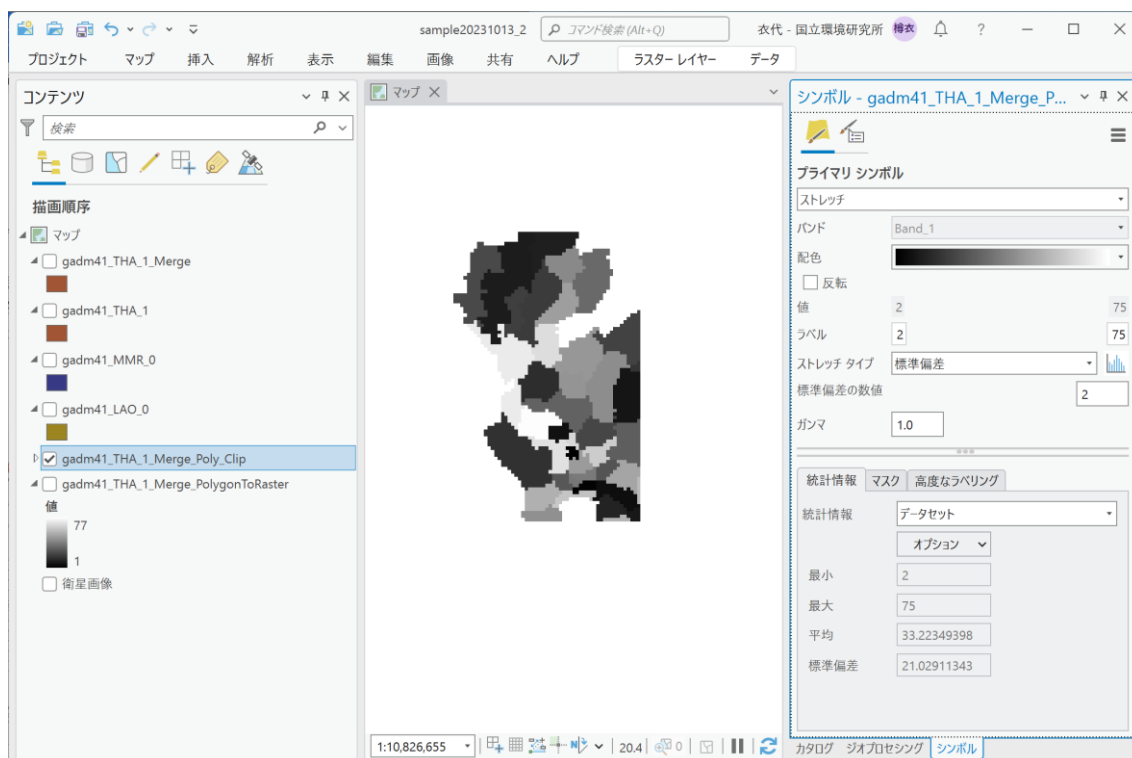 sample20231013_2 コマンド検索 (Alt+Q) 衣代 - 国立環境研究所 樽衣 ?
プロジェクト マップ 挿入 解析 表示 編集 画像 共有 ヘルプ ラスター レイヤー データ
コンテンツ
検索
描画順序
マップ
gadm41_THA_1_Merge
gadm41_THA_1
gadm41_MMR_0
gadm41_LAO_0
gadm41_THA_1_Merge_Poly_Clip
gadm41_THA_1_Merge_PolygonToRaster
値
77
1
衛星画像
マップ
1:10,826,655 20.4 0
シンボル - gadm41_THA_1_Merge_P...
プライマリ シンボル
ストレッチ
バンド Band_1
配色
反転
値 2 75
ラベル 2 75
ストレッチ タイプ 標準偏差
標準偏差の数値 2
ガンマ 1.0
統計情報 マスク 高度なラベリング
統計情報 データセット
オプション
最小 2
最大 75
平均 33.22349398
標準偏差 21.02911343
カタログ ジオプロセシング シンボル